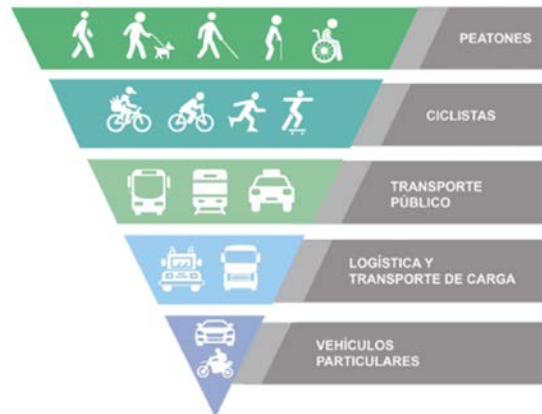 PEATONES
CICLISTAS
TRANSPORTE
PÚBLICO
LOGÍSTICA Y
TRANSPORTE DE CARGA
VEHÍCULOS
PARTICULARES